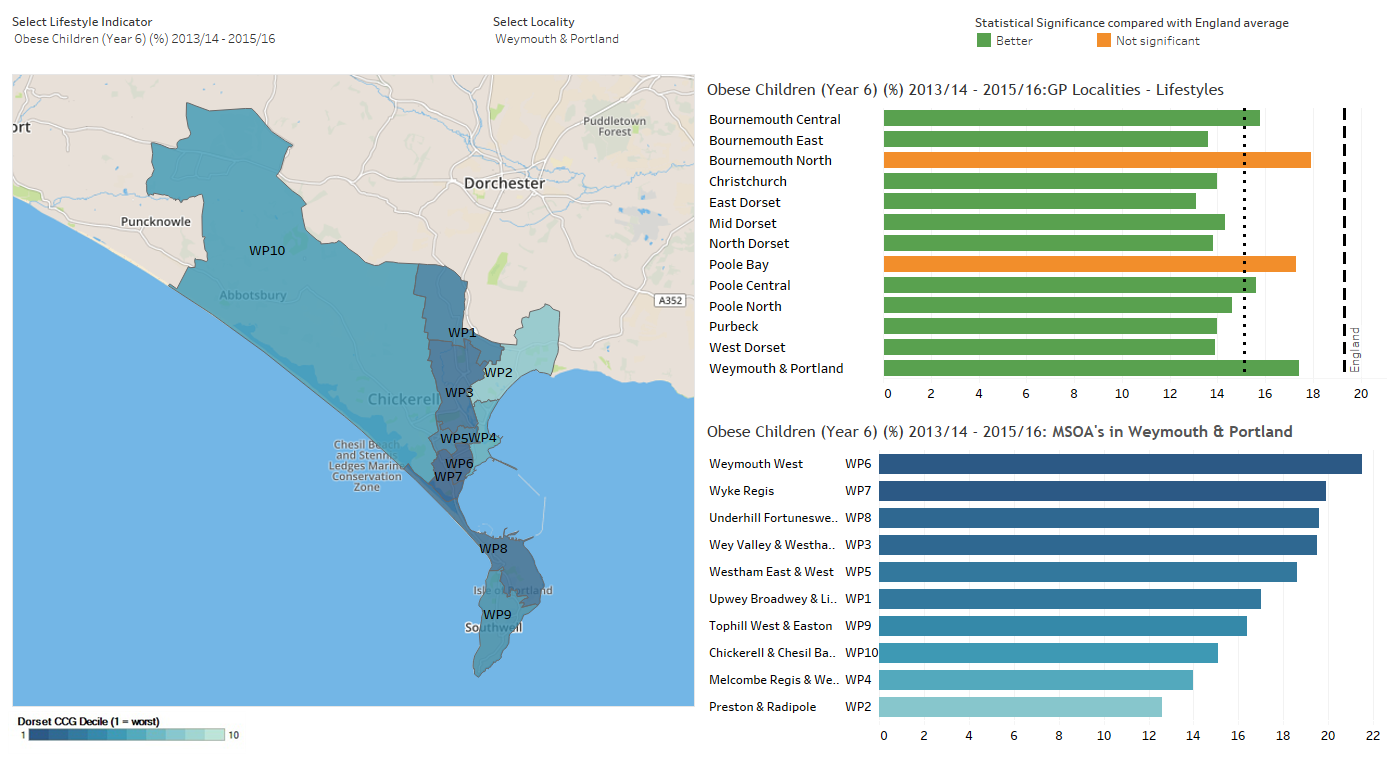 Select Lifestyle Indicator
Obese Children (Year 6) (%) 2013/14 - 2015/16
Select Locality
Weymouth & Portland
Statistical Significance compared with England average
Better
Not significant
ort
Puddletown
Forest
Dorchester
Puncknowle
WP10
Abbotsbury
A352
WP1
WP2
WP3
Chickerell
WP5
WP4
Chesil Beach
and Stennis
Ledges Marine
Conservation
Zone
WP6
WP7
WP8
Isle of Portland
WP9
Southwell
Dorset CCG Decile (1 = worst)
1
10
Obese Children (Year 6) (%) 2013/14 - 2015/16:GP Localities - Lifestyles
Bournemouth Central
Bournemouth East
Bournemouth North
Christchurch
East Dorset
Mid Dorset
North Dorset
Poole Bay
Poole Central
Poole North
Purbeck
West Dorset
Weymouth & Portland
England
0 2 4 6 8 10 12 14 16 18 20
Obese Children (Year 6) (%) 2013/14 - 2015/16: MSOA's in Weymouth & Portland
Weymouth West WP6
Wyke Regis WP7
Underhill Fortuneswe.. WP8
Wey Valley & Westha.. WP3
Westham East & West WP5
Upwey Broadwey & Li.. WP1
Tophill West & Easton WP9
Chickerell & Chesil Ba.. WP10
Melcombe Regis & We.. WP4
Preston & Radipole WP2
0 2 4 6 8 10 12 14 16 18 20 22